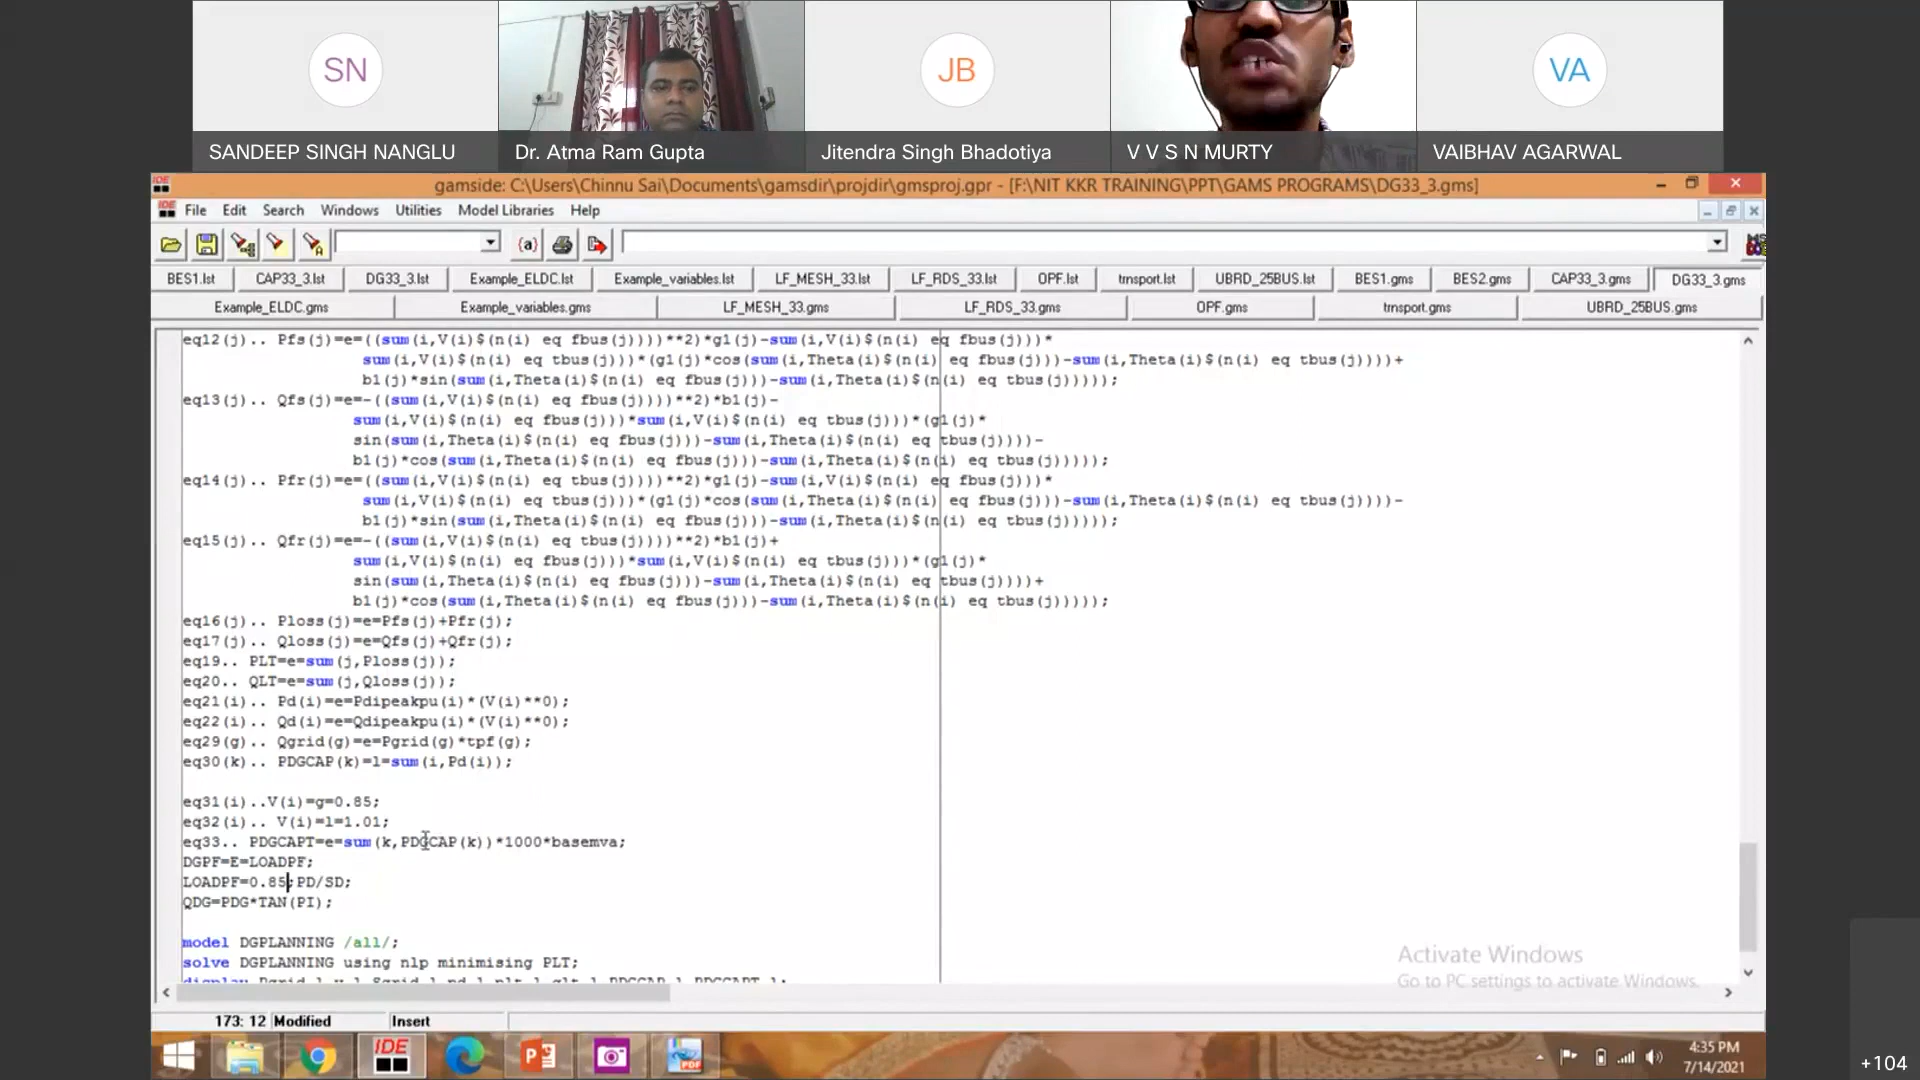 SN
JB
VA
SANDEEP SINGH NANGLU
Dr. Atma Ram Gupta
Jitendra Singh Bhadotiya
V V S N MURTY
VAIBHAV AGARWAL
IDE
gamside: C:\Users\Chinnu Sai\Documents\gamsdir\projdir\gmsproj.gpr - [F:\NIT KKR TRAINING\PPT\GAMS PROGRAMS\DG33_3.gms]
IDE File Edit Search Windows Utilities Model Libraries Help
{a}
BES1.lst CAP33_3.lst DG33_3.lst Example_ELDC.lst Example_variables.lst LF_MESH_33.lst LF_RDS_33.lst OPF.lst trnsport.lst UBRD_25BUS.lst BES1.gms BES2.gms CAP33_3.gms DG33_3.gms
Example_ELDC.gms Example_variables.gms LF_MESH_33.gms LF_RDS_33.gms OPF.gms trnsport.gms UBRD_25BUS.gms
eq12(j).. Pfs(j)=e=((sum(i,V(i)$(n(i) eq fbus(j))))**2)*g1(j)-sum(i,V(i)$(n(i) eq fbus(j)))*
sum(i,V(i)$(n(i) eq tbus(j)))*(g1(j)*cos(sum(i,Theta(i)$(n(i) eq fbus(j)))-sum(i,Theta(i)$(n(i) eq tbus(j))))+
b1(j)*sin(sum(i,Theta(i)$(n(i) eq fbus(j)))-sum(i,Theta(i)$(n(i) eq tbus(j)))));
eq13(j).. Qfs(j)=e=-((sum(i,V(i)$(n(i) eq fbus(j))))**2)*b1(j)-
sum(i,V(i)$(n(i) eq fbus(j)))*sum(i,V(i)$(n(i) eq tbus(j)))*(g1(j)*
sin(sum(i,Theta(i)$(n(i) eq fbus(j)))-sum(i,Theta(i)$(n(i) eq tbus(j))))-
b1(j)*cos(sum(i,Theta(i)$(n(i) eq fbus(j)))-sum(i,Theta(i)$(n(i) eq tbus(j)))));
eq14(j).. Pfr(j)=e=((sum(i,V(i)$(n(i) eq tbus(j))))**2)*g1(j)-sum(i,V(i)$(n(i) eq fbus(j)))*
sum(i,V(i)$(n(i) eq tbus(j)))*(g1(j)*cos(sum(i,Theta(i)$(n(i) eq fbus(j)))-sum(i,Theta(i)$(n(i) eq tbus(j))))-
b1(j)*sin(sum(i,Theta(i)$(n(i) eq fbus(j)))-sum(i,Theta(i)$(n(i) eq tbus(j)))));
eq15(j).. Qfr(j)=e=-((sum(i,V(i)$(n(i) eq tbus(j))))**2)*b1(j)+
sum(i,V(i)$(n(i) eq fbus(j)))*sum(i,V(i)$(n(i) eq tbus(j)))*(g1(j)*
sin(sum(i,Theta(i)$(n(i) eq fbus(j)))-sum(i,Theta(i)$(n(i) eq tbus(j))))+
b1(j)*cos(sum(i,Theta(i)$(n(i) eq fbus(j)))-sum(i,Theta(i)$(n(i) eq tbus(j)))));
eq16(j).. Ploss(j)=e=Pfs(j)+Pfr(j);
eq17(j).. Qloss(j)=e=Qfs(j)+Qfr(j);
eq19.. PLT=e=sum(j,Ploss(j));
eq20.. QLT=e=sum(j,Qloss(j));
eq21(i).. Pd(i)=e=Pdipeakpu(i)*(V(i)**0);
eq22(i).. Qd(i)=e=Qdipeakpu(i)*(V(i)**0);
eq29(g).. Qgrid(g)=e=Pgrid(g)*tpf(g);
eq30(k).. PDGCAP(k)=l=sum(i,Pd(i));
eq31(i)..V(i)=g=0.85;
eq32(i).. V(i)=l=1.01;
eq33.. PDGCAPT=e=sum(k,PDGCAP(k))*1000*basemva;
DGPF=E=LOADPF;
LOADPF=0.85;PD/SD;
QDG=PDG*TAN(PI);
model DGPLANNING /all/;
solve DGPLANNING using nlp minimising PLT;
Activate Windows
Go to PC settings to activate Windows.
173: 12 Modified Insert
IDE
4:35 PM
7/14/2021
+104